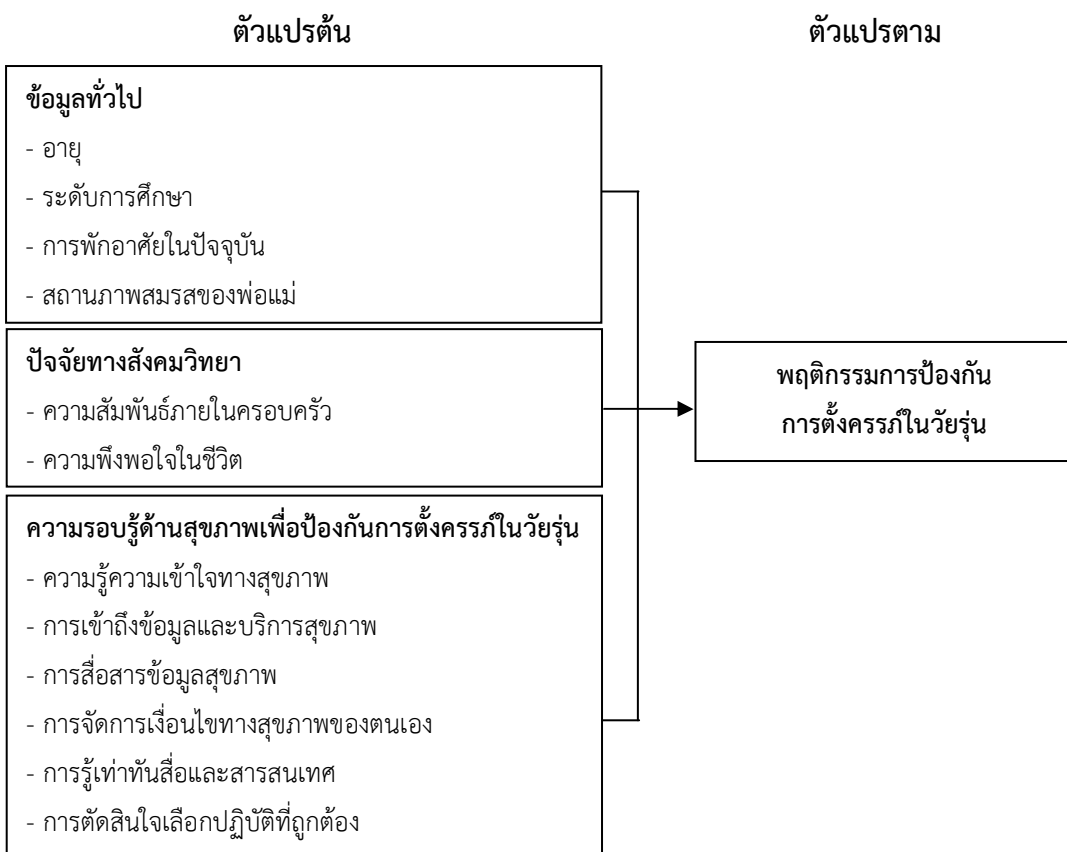 ตัวแปรต้น
ตัวแปรตาม
ข้อมูลทั่วไป
- อายุ
- ระดับการศึกษา
- การพักอาศัยในปัจจุบัน
- สถานภาพสมรสของพ่อแม่
ปัจจัยทางสังคมวิทยา
- ความสัมพันธ์ภายในครอบครัว
- ความพึงพอใจในชีวิต
ความรอบรู้ด้านสุขภาพเพื่อป้องกันการตั้งครรภ์ในวัยรุ่น
- ความรู้ความเข้าใจทางสุขภาพ
- การเข้าถึงข้อมูลและบริการสุขภาพ
- การสื่อสารข้อมูลสุขภาพ
- การจัดการเงื่อนไขทางสุขภาพของตนเอง
- การรู้เท่าทันสื่อและสารสนเทศ
- การตัดสินใจเลือกปฏิบัติที่ถูกต้อง
พฤติกรรมการป้องกัน
การตั้งครรภ์ในวัยรุ่น